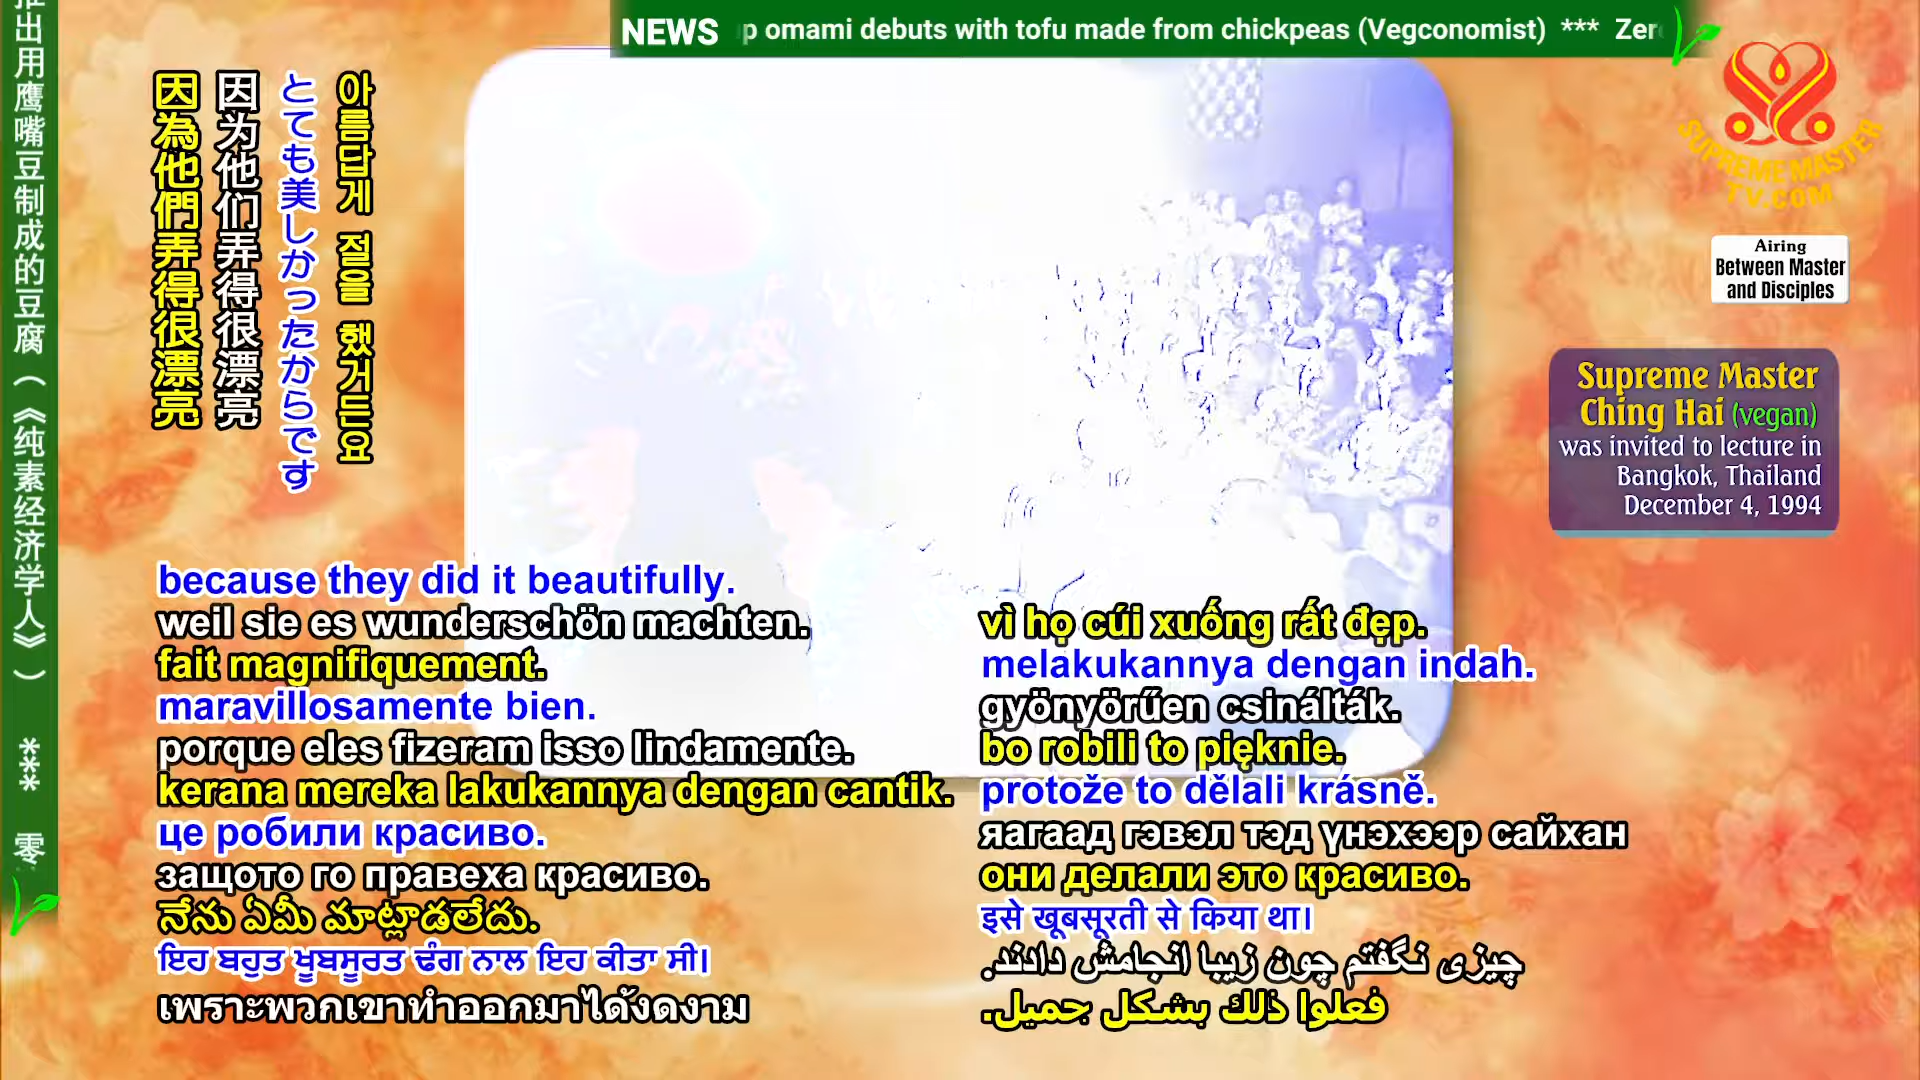 NEWS
omami debuts with tofu made from chickpeas (Vegconomist) ***
出用鹰嘴豆制成的豆腐（《纯素经济学人》） *** 零
因為他們弄得很漂亮
因为他们弄得很漂亮
とても美しかったからです
아름답게 절을 했거든요
SUPREME MASTER
TV.COM
Airing
Between Master
and Disciples
Supreme Master
Ching Hai (vegan)
was invited to lecture in
Bangkok, Thailand
December 4, 1994
because they did it beautifully.
weil sie es wunderschön machten.
fait magnifiquement.
maravillosamente bien.
porque eles fizeram isso lindamente.
kerana mereka lakukannya dengan cantik.
це робили красиво.
защото го правеха красиво.
నేను ఏమీ మాట్లాడలేదు.
ਇਹ ਬਹੁਤ ਖੂਬਸੂਰਤ ਢੰਗ ਨਾਲ ਇਹ ਕੀਤਾ ਸੀ।
เพราะพวกเขาทำออกมาได้งดงาม
vì họ cúi xuống rất đẹp.
melakukannya dengan indah.
gyönyörűen csinálták.
bo robili to pięknie.
protože to dělali krásně.
яагаад гэвэл тэд үнэхээр сайхан
они делали это красиво.
इसे खूबसूरती से किया था।
چیزی نگفتم چون زیبا انجامش دادند.
فعلوا ذلك بشكل جميل.